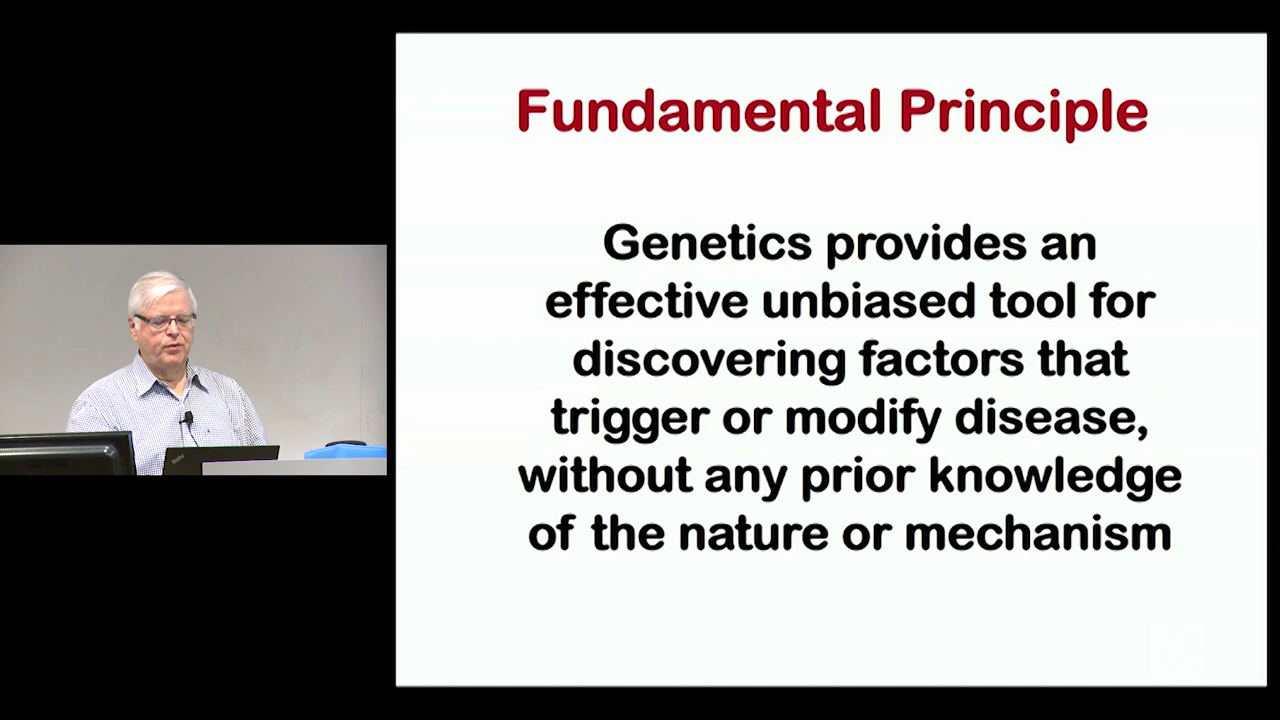 Fundamental Principle
Genetics provides an
effective unbiased tool for
discovering factors that
trigger or modify disease,
without any prior knowledge
of the nature or mechanism